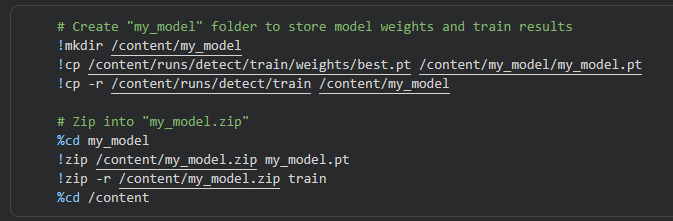 # Create "my_model" folder to store model weights and train results
!mkdir /content/my_model
!cp /content/runs/detect/train/weights/best.pt /content/my_model/my_model.pt
!cp -r /content/runs/detect/train /content/my_model

# Zip into "my_model.zip"
%cd my_model
!zip /content/my_model.zip my_model.pt
!zip -r /content/my_model.zip train
%cd /content